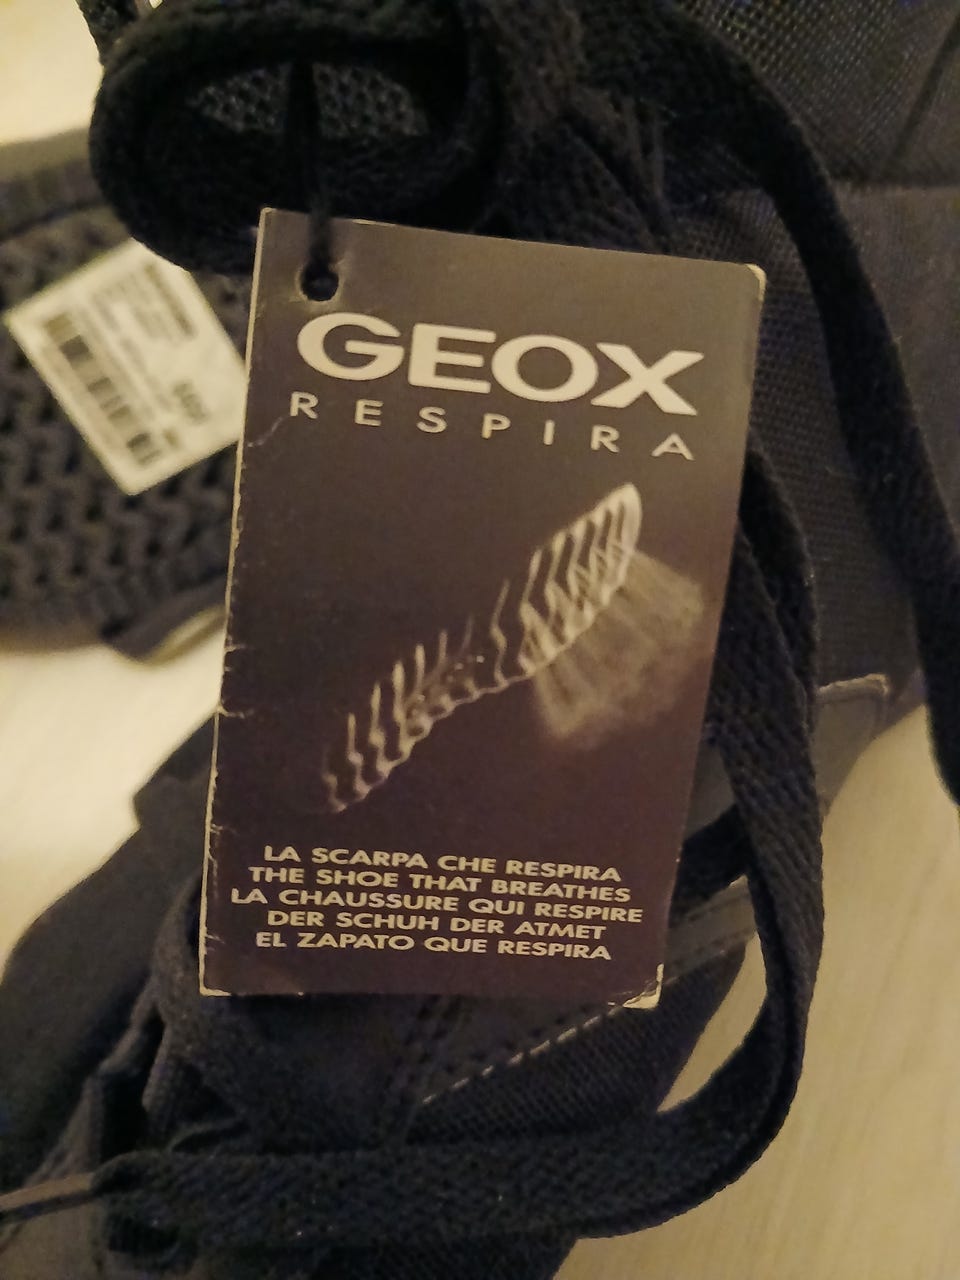 GEOX
RESPIRA
LA SCARPA CHE RESPIRA
THE SHOE THAT BREATHES
LA CHAUSSURE QUI RESPIRE
DER SCHUH DER ATMET
EL ZAPATO QUE RESPIRA